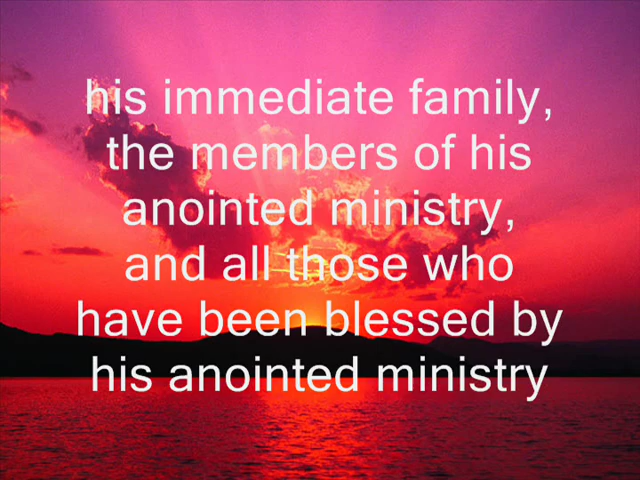 his immediate family,
the members of his
anointed ministry,
and all those who
have been blessed by
his anointed ministry